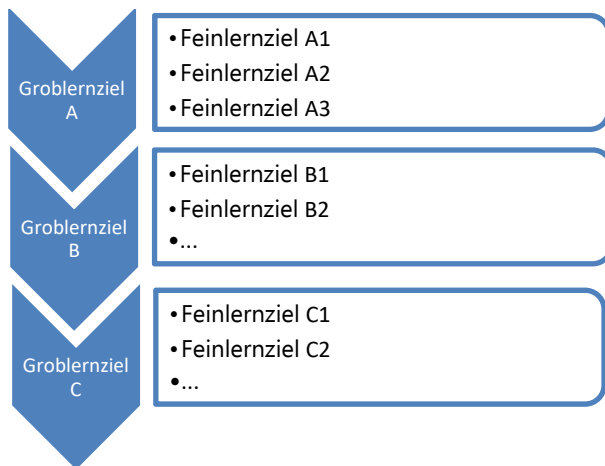 Groblernziel
A
•Feinlernziel A1
•Feinlernziel A2
•Feinlernziel A3
Groblernziel
B
•Feinlernziel B1
•Feinlernziel B2
•...
Groblernziel
C
•Feinlernziel C1
•Feinlernziel C2
•...